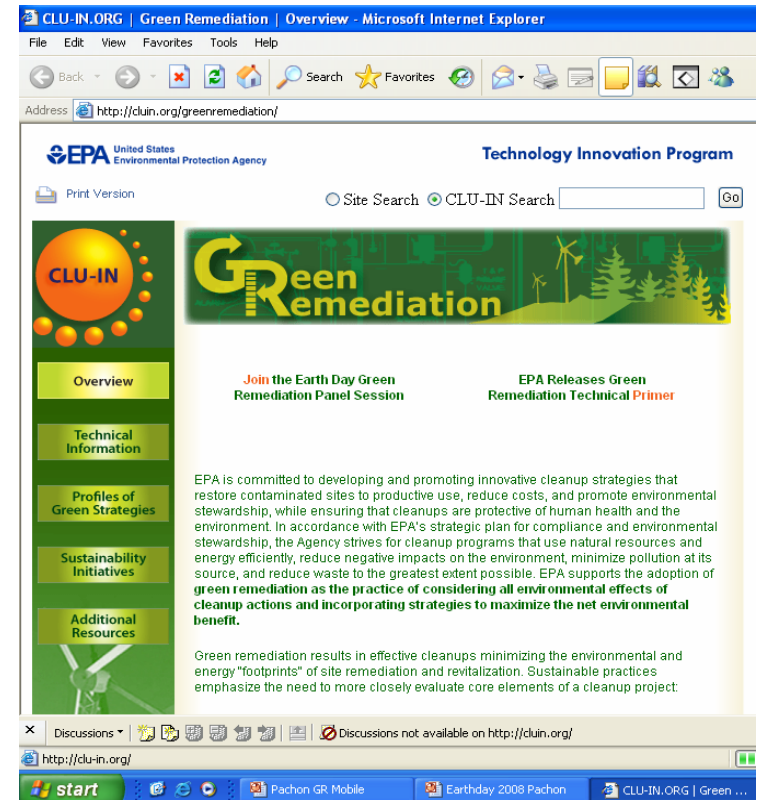 CLU-IN.ORG | Green Remediation | Overview - Microsoft Internet Explorer
File Edit View Favorites Tools Help
Back Search Favorites
Address http://cluin.org/greenremediation/
EPA United States
Environmental Protection Agency
Technology Innovation Program
Print Version
Site Search CLU-IN Search Go
CLU-IN
Green
Remediation
Overview
Join the Earth Day Green
Remediation Panel Session
EPA Releases Green
Remediation Technical Primer
Technical
Information
Profiles of
Green Strategies
Sustainability
Initiatives
Additional
Resources
EPA is committed to developing and promoting innovative cleanup strategies that
restore contaminated sites to productive use, reduce costs, and promote environmental
stewardship, while ensuring that cleanups are protective of human health and the
environment. In accordance with EPA's strategic plan for compliance and environmental
stewardship, the Agency strives for cleanup programs that use natural resources and
energy efficiently, reduce negative impacts on the environment, minimize pollution at its
source, and reduce waste to the greatest extent possible. EPA supports the adoption of
green remediation as the practice of considering all environmental effects of
cleanup actions and incorporating strategies to maximize the net environmental
benefit.
Green remediation results in effective cleanups minimizing the environmental and
energy "footprints" of site remediation and revitalization. Sustainable practices
emphasize the need to more closely evaluate core elements of a cleanup project:
Discussions Discussions not available on http://cluin.org/
http://clu-in.org/
start Pachon GR Mobile Earthday 2008 Pachon CLU-IN.ORG | Green ...